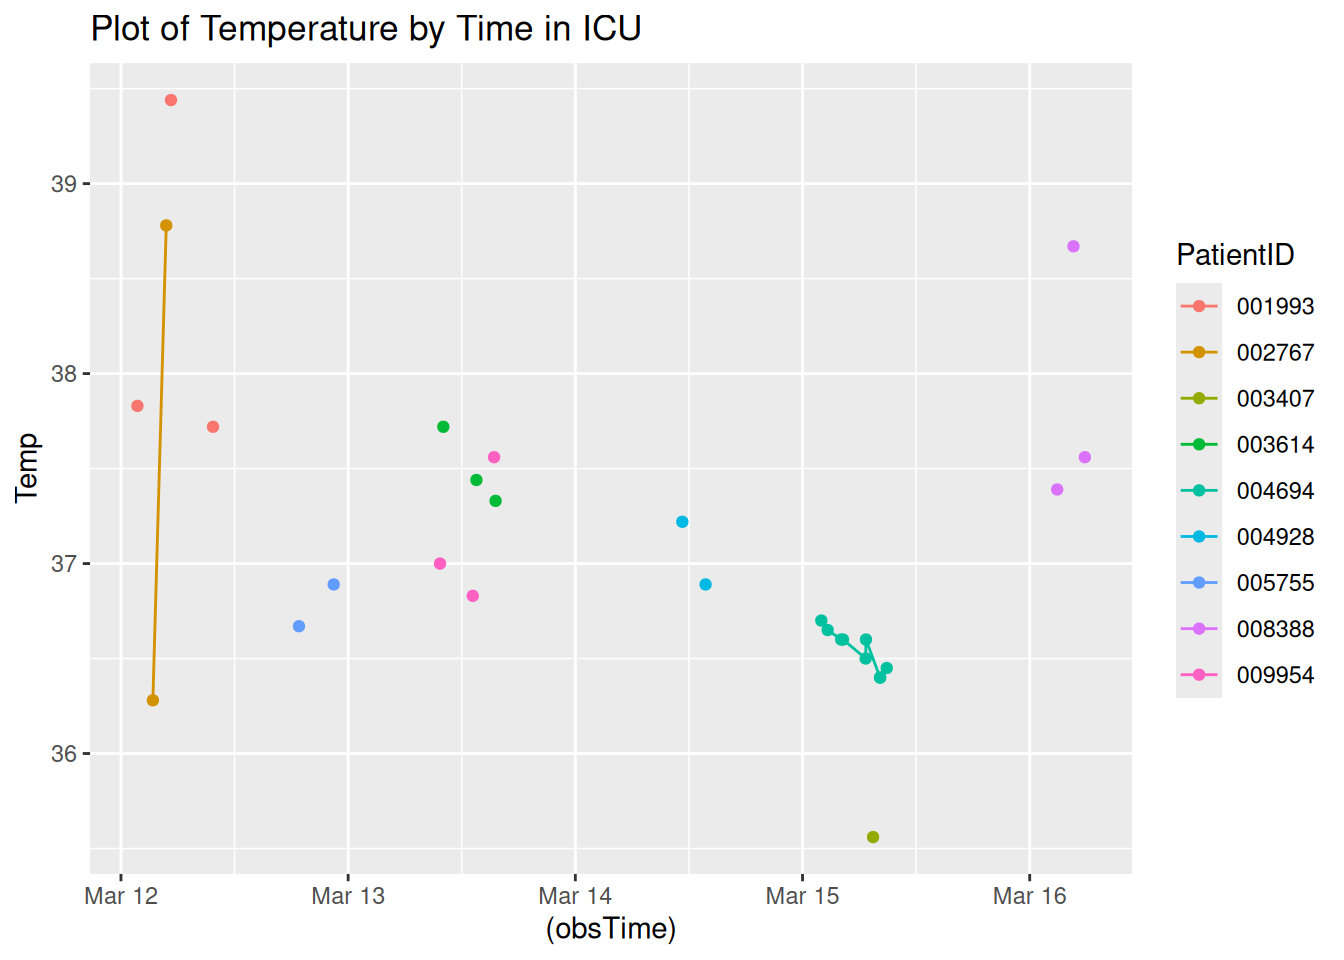 Plot of Temperature by Time in ICU
Temp
39
38
37
36
Mar 12
Mar 13
Mar 14
Mar 15
Mar 16
(obsTime)
PatientID
001993
002767
003407
003614
004694
004928
005755
008388
009954